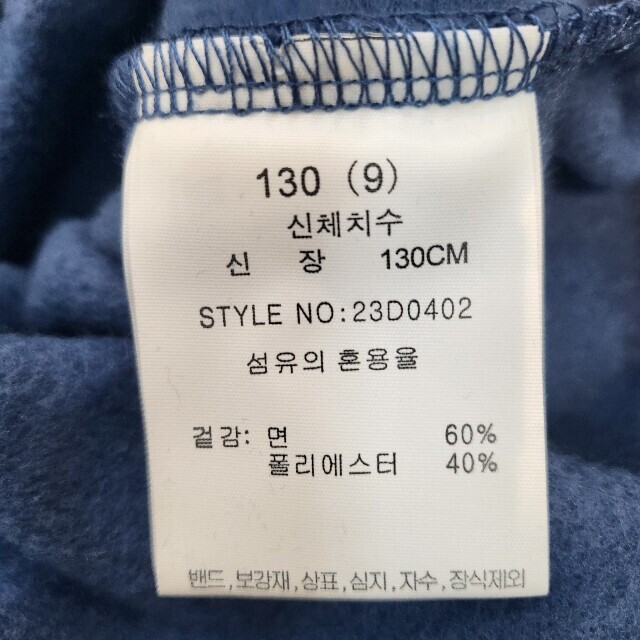 130 (9)
신체치수
신 장 130CM
STYLE NO:23D0402
섬유의 혼용율
겉감: 면 60%
폴리에스터 40%
밴드,보강재,상표,심지,자수,장식제외